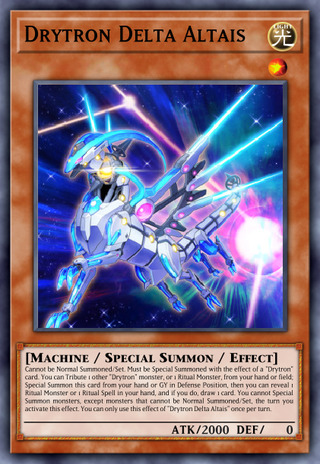 Drytron Delta Altais
LIGHT
光
[Machine / Special Summon / Effect]
Cannot be Normal Summoned/Set. Must be Special Summoned with the effect of a "Drytron"
card. You can Tribute 1 other "Drytron" monster, or 1 Ritual Monster, from your hand or field;
Special Summon this card from your hand or GY in Defense Position, then you can reveal 1
Ritual Monster or 1 Ritual Spell in your hand, and if you do, draw 1 card. You cannot Special
Summon monsters, except monsters that cannot be Normal Summoned/Set, the turn you
activate this effect. You can only use this effect of "Drytron Delta Altais" once per turn.
ATK/2000 DEF/ 0